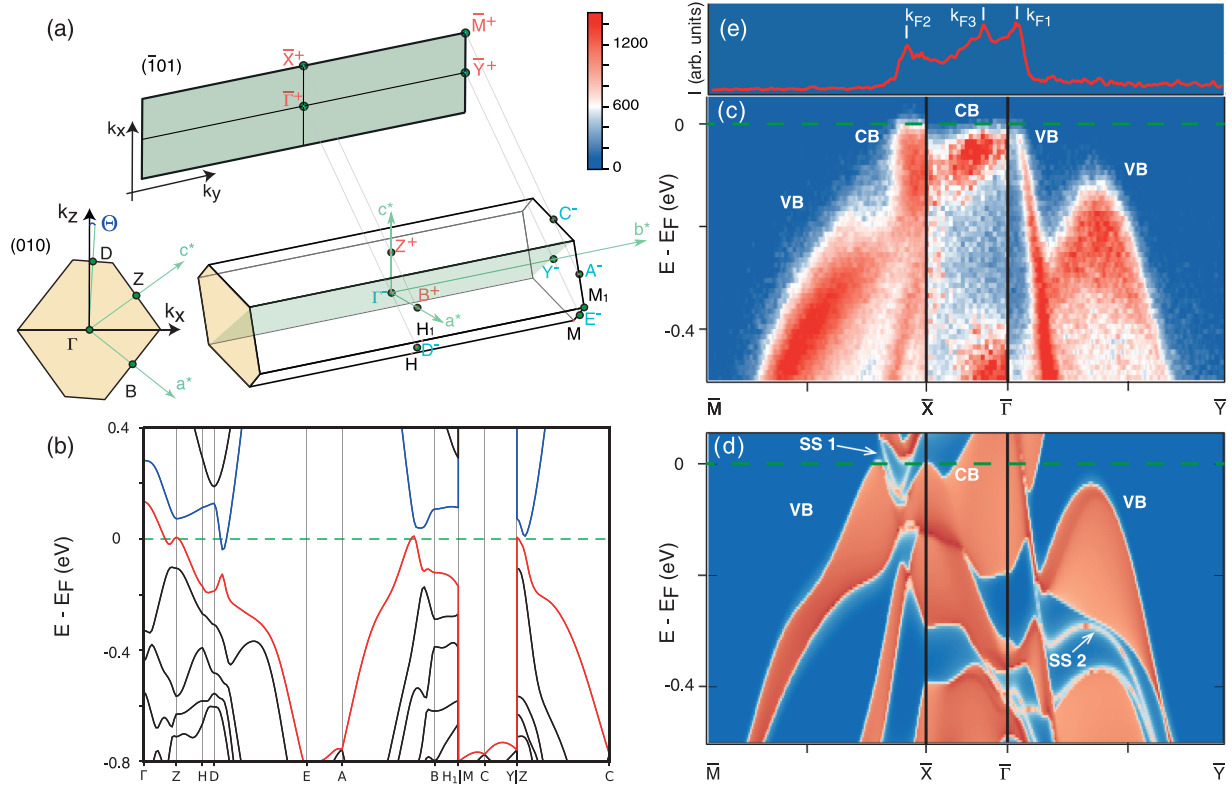 (a)
(1̄01)
M̄⁺
X̄⁺
Ȳ⁺
Γ̄⁺
kx
ky
1200
600
0
kz
Θ
(010)
D
c*
Z
kx
Γ
B
a*
c*
C⁻
b*
Z⁺
Y⁻
A⁻
Γ⁻
B⁺
M₁
a*
E⁻
H₁
M
D⁻
H
(b)
E - EF (eV)
0.4
0
-0.4
-0.8
Γ Z H D E A B H₁|M C Y|Z C
(e)
I (arb. units)
kF2 kF3 kF1
(c)
E - EF (eV)
0
-0.4
CB
CB
VB
VB
VB
M̄ X̄ Γ̄ Ȳ
(d)
E - EF (eV)
0
-0.4
SS 1
CB
VB
VB
SS 2
M̄ X̄ Γ̄ Ȳ